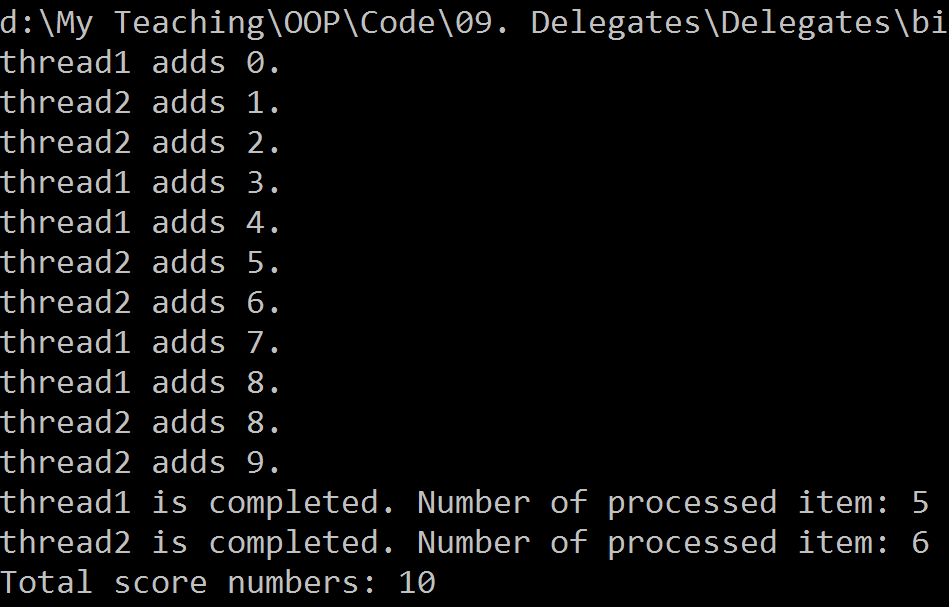 d:\My Teaching\OOP\Code\09. Delegates\Delegates\bi
thread1 adds 0.
thread2 adds 1.
thread2 adds 2.
thread1 adds 3.
thread1 adds 4.
thread2 adds 5.
thread2 adds 6.
thread1 adds 7.
thread1 adds 8.
thread2 adds 8.
thread2 adds 9.
thread1 is completed. Number of processed item: 5
thread2 is completed. Number of processed item: 6
Total score numbers: 10